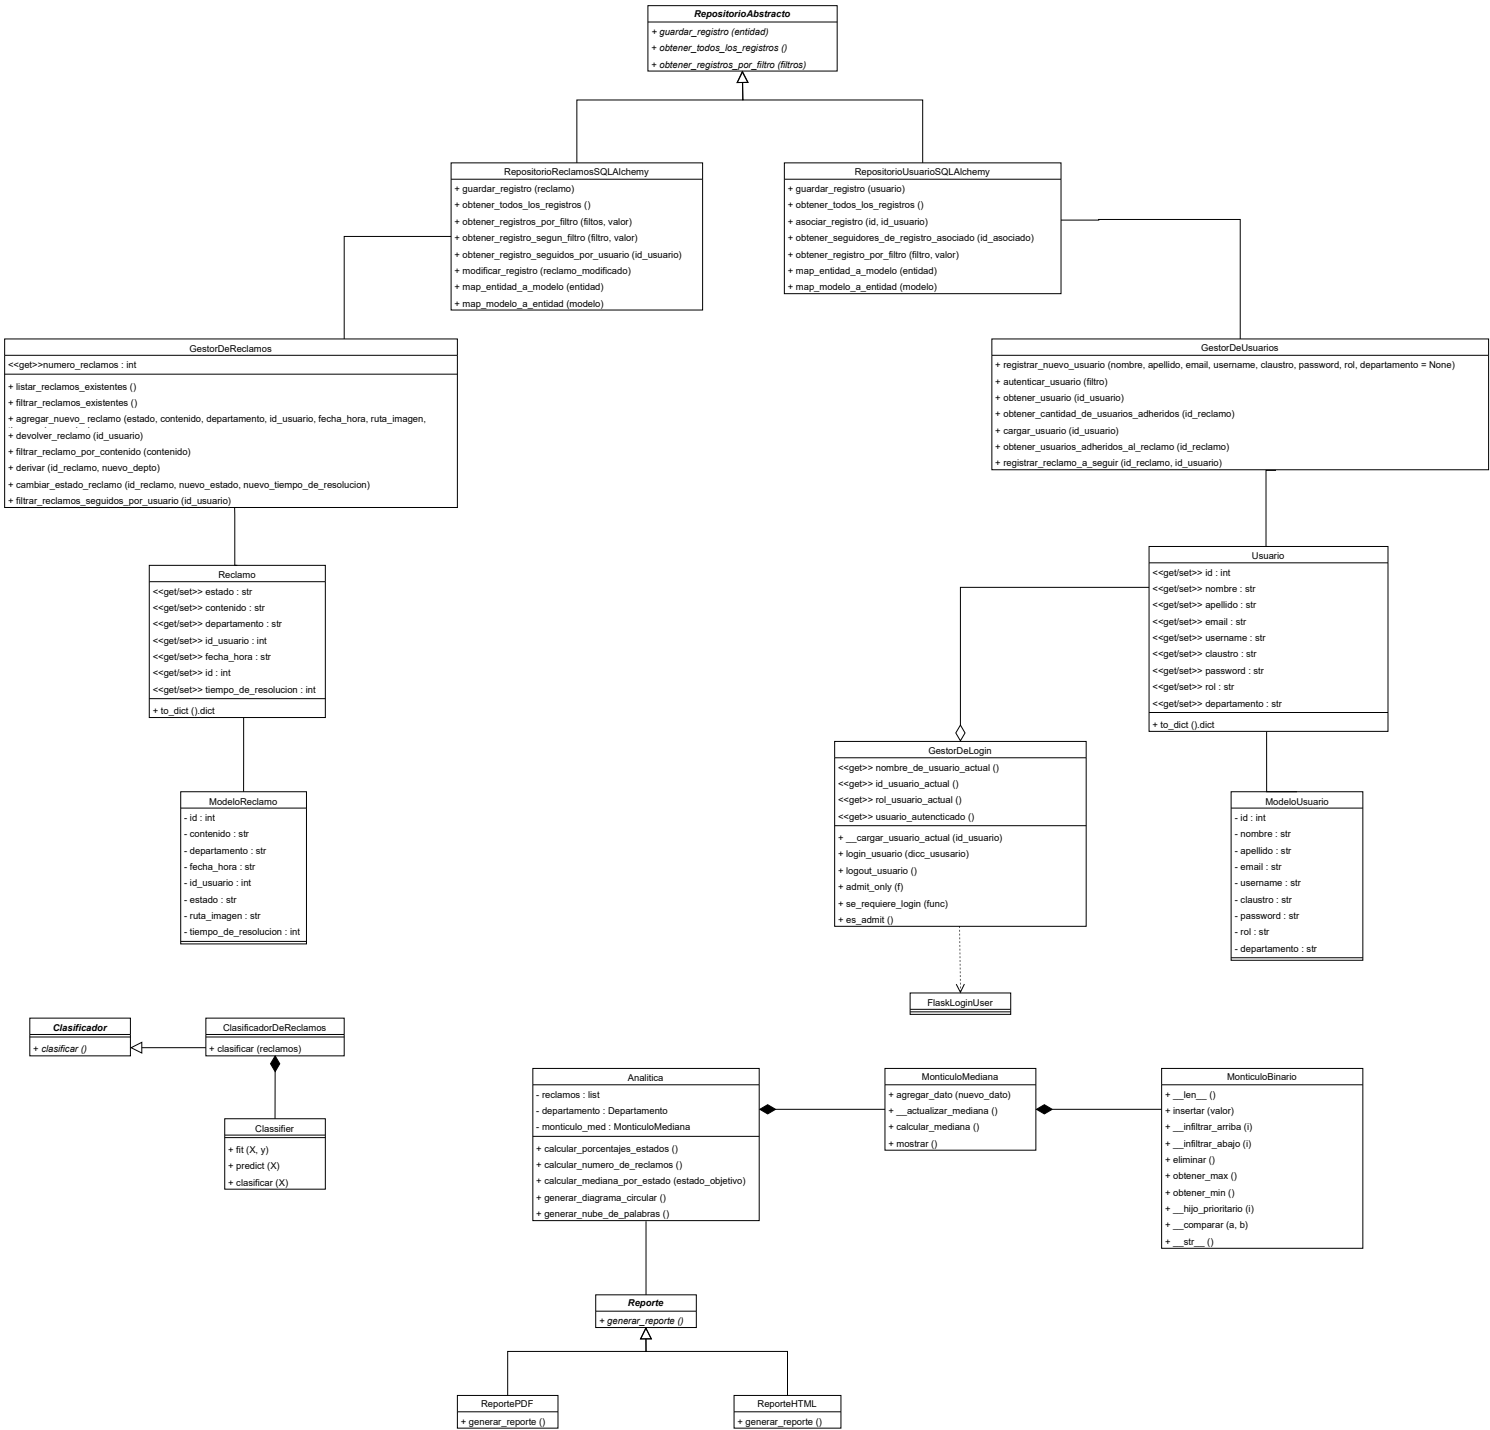 RepositorioAbstracto
+ guardar_registro (entidad)
+ obtener_todos_los_registros ()
+ obtener_registros_por_filtro (filtros)
RepositorioReclamosSQLAlchemy
+ guardar_registro (reclamo)
+ obtener_todos_los_registros ()
+ obtener_registros_por_filtro (filtos, valor)
+ obtener_registro_segun_filtro (filtro, valor)
+ obtener_registro_seguidos_por_usuario (id_usuario)
+ modificar_registro (reclamo_modificado)
+ map_entidad_a_modelo (entidad)
+ map_modelo_a_entidad (modelo)
RepositorioUsuarioSQLAlchemy
+ guardar_registro (usuario)
+ obtener_todos_los_registros ()
+ asociar_registro (id, id_usuario)
+ obtener_seguidores_de_registro_asociado (id_asociado)
+ obtener_registro_por_filtro (filtro, valor)
+ map_entidad_a_modelo (entidad)
+ map_modelo_a_entidad (modelo)
GestorDeReclamos
<<get>>numero_reclamos : int
+ listar_reclamos_existentes ()
+ filtrar_reclamos_existentes ()
+ agregar_nuevo_ reclamo (estado, contenido, departamento, id_usuario, fecha_hora, ruta_imagen,
+ devolver_reclamo (id_usuario)
+ filtrar_reclamo_por_contenido (contenido)
+ derivar (id_reclamo, nuevo_depto)
+ cambiar_estado_reclamo (id_reclamo, nuevo_estado, nuevo_tiempo_de_resolucion)
+ filtrar_reclamos_seguidos_por_usuario (id_usuario)
GestorDeUsuarios
+ registrar_nuevo_usuario (nombre, apellido, email, username, claustro, password, rol, departamento = None)
+ autenticar_usuario (filtro)
+ obtener_usuario (id_usuario)
+ obtener_cantidad_de_usuarios_adheridos (id_reclamo)
+ cargar_usuario (id_usuario)
+ obtener_usuarios_adheridos_al_reclamo (id_reclamo)
+ registrar_reclamo_a_seguir (id_reclamo, id_usuario)
Reclamo
<<get/set>> estado : str
<<get/set>> contenido : str
<<get/set>> departamento : str
<<get/set>> id_usuario : int
<<get/set>> fecha_hora : str
<<get/set>> id : int
<<get/set>> tiempo_de_resolucion : int
+ to_dict ().dict
Usuario
<<get/set>> id : int
<<get/set>> nombre : str
<<get/set>> apellido : str
<<get/set>> email : str
<<get/set>> username : str
<<get/set>> claustro : str
<<get/set>> password : str
<<get/set>> rol : str
<<get/set>> departamento : str
+ to_dict ().dict
GestorDeLogin
<<get>> nombre_de_usuario_actual ()
<<get>> id_usuario_actual ()
<<get>> rol_usuario_actual ()
<<get>> usuario_autencticado ()
+ __cargar_usuario_actual (id_usuario)
+ login_usuario (dicc_ususario)
+ logout_usuario ()
+ admit_only (f)
+ se_requiere_login (func)
+ es_admit ()
ModeloReclamo
- id : int
- contenido : str
- departamento : str
- fecha_hora : str
- id_usuario : int
- estado : str
- ruta_imagen : str
- tiempo_de_resolucion : int
ModeloUsuario
- id : int
- nombre : str
- apellido : str
- email : str
- username : str
- claustro : str
- password : str
- rol : str
- departamento : str
FlaskLoginUser
Clasificador
+ clasificar ()
ClasificadorDeReclamos
+ clasificar (reclamos)
Classifier
+ fit (X, y)
+ predict (X)
+ clasificar (X)
Analitica
- reclamos : list
- departamento : Departamento
- monticulo_med : MonticuloMediana
+ calcular_porcentajes_estados ()
+ calcular_numero_de_reclamos ()
+ calcular_mediana_por_estado (estado_objetivo)
+ generar_diagrama_circular ()
+ generar_nube_de_palabras ()
MonticuloMediana
+ agregar_dato (nuevo_dato)
+ __actualizar_mediana ()
+ calcular_mediana ()
+ mostrar ()
MonticuloBinario
+ __len__ ()
+ insertar (valor)
+ __infiltrar_arriba (i)
+ __infiltrar_abajo (i)
+ eliminar ()
+ obtener_max ()
+ obtener_min ()
+ __hijo_prioritario (i)
+ __comparar (a, b)
+ __str__ ()
Reporte
+ generar_reporte ()
ReportePDF
+ generar_reporte ()
ReporteHTML
+ generar_reporte ()